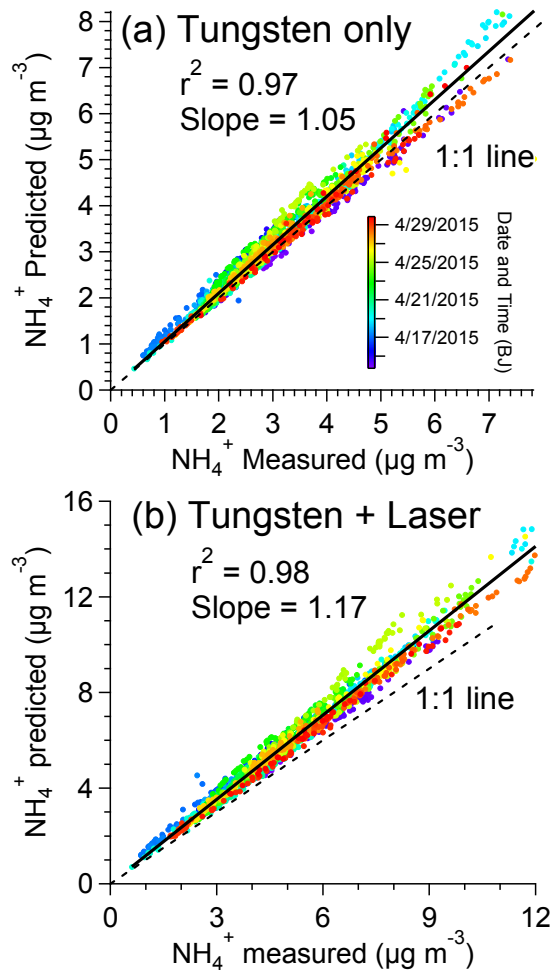 (a) Tungsten only
r² = 0.97
Slope = 1.05
1:1 line
4/29/2015
4/25/2015
4/21/2015
4/17/2015
Date and Time (BJ)
8
7
6
5
4
3
2
1
0
NH₄⁺ Predicted (µg m⁻³)
0 1 2 3 4 5 6 7
NH₄⁺ Measured (µg m⁻³)
(b) Tungsten + Laser
r² = 0.98
Slope = 1.17
1:1 line
16
12
8
4
0
NH₄⁺ predicted (µg m⁻³)
0 3 6 9 12
NH₄⁺ measured (µg m⁻³)